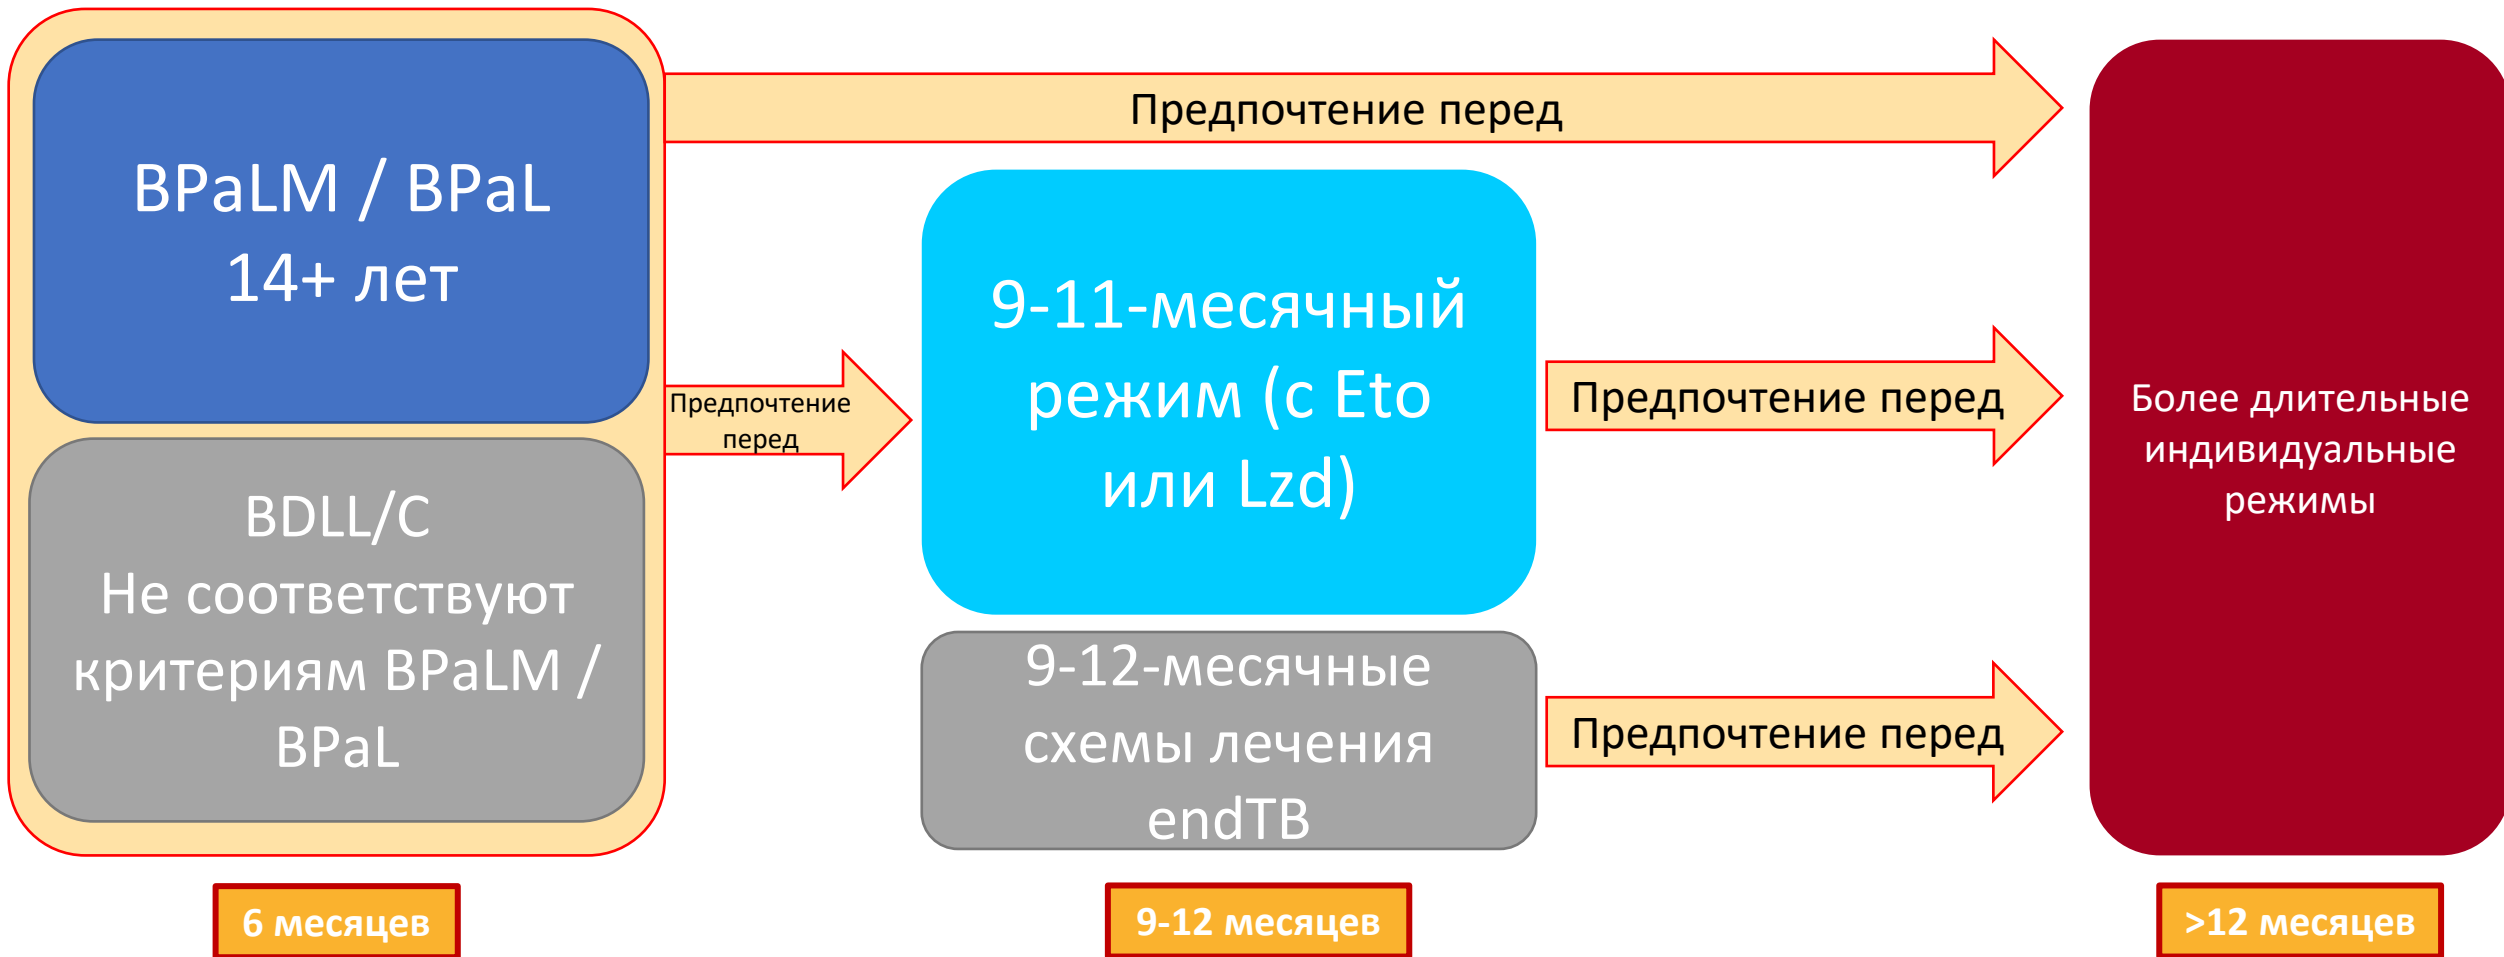 BPaLM / BPaL
14+ лет
BDLL/C
Не соответствуют
критериям BPaLM /
BPaL
6 месяцев
Предпочтение перед
Предпочтение
перед
9-11-месячный
режим (с Eto
или Lzd)
9-12-месячные
схемы лечения
endTB
9-12 месяцев
Предпочтение перед
Предпочтение перед
Более длительные
индивидуальные
режимы
>12 месяцев